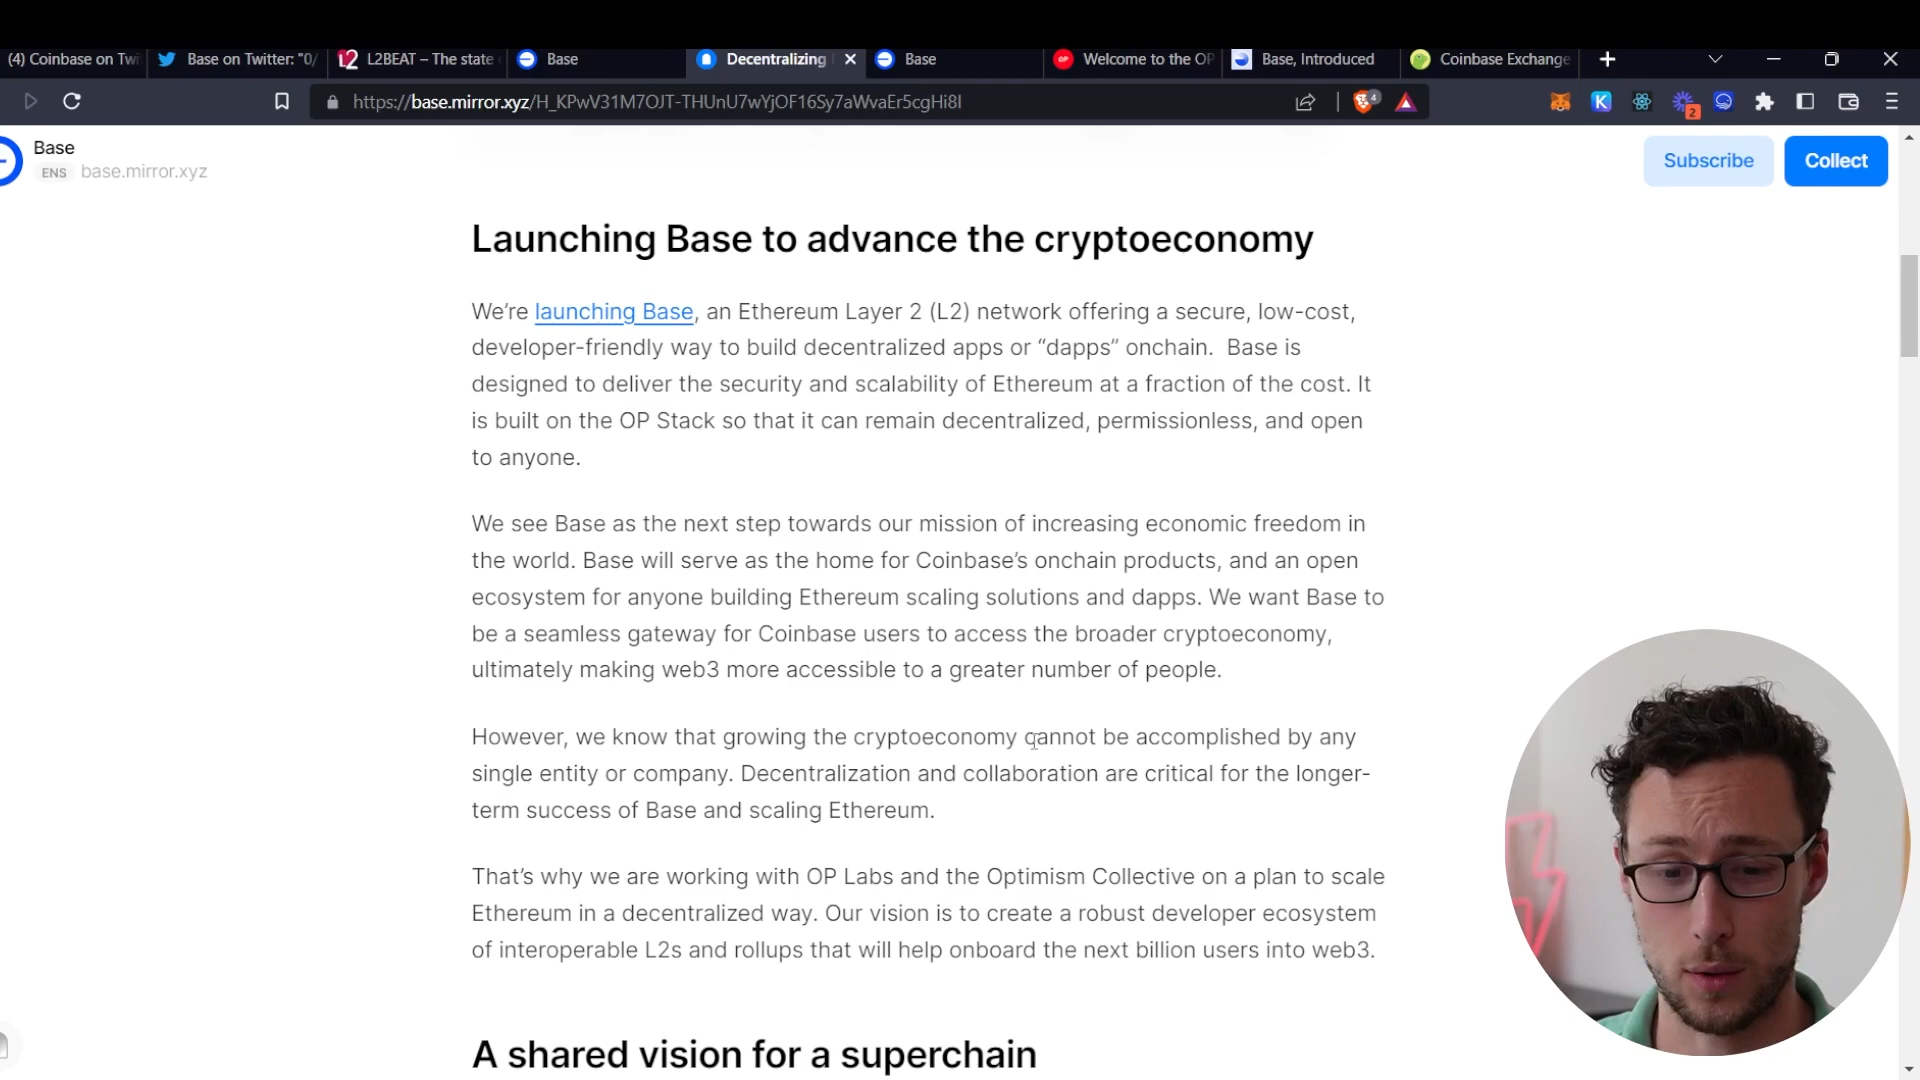 (4) Coinbase on Twi
Base on Twitter: "0/
L2BEAT – The state
Base
Decentralizing
Base
OP
Welcome to the OP
Base, Introduced
Coinbase Exchange
https://base.mirror.xyz/H_KPwV31M7OJT-THUnU7wYjOF16Sy7aWvaEr5cgHi8I
4
K
2
Base
ENS base.mirror.xyz
Subscribe
Collect
Launching Base to advance the cryptoeconomy
We’re launching Base, an Ethereum Layer 2 (L2) network offering a secure, low-cost,
developer-friendly way to build decentralized apps or “dapps” onchain. Base is
designed to deliver the security and scalability of Ethereum at a fraction of the cost. It
is built on the OP Stack so that it can remain decentralized, permissionless, and open
to anyone.
We see Base as the next step towards our mission of increasing economic freedom in
the world. Base will serve as the home for Coinbase’s onchain products, and an open
ecosystem for anyone building Ethereum scaling solutions and dapps. We want Base to
be a seamless gateway for Coinbase users to access the broader cryptoeconomy,
ultimately making web3 more accessible to a greater number of people.
However, we know that growing the cryptoeconomy cannot be accomplished by any
single entity or company. Decentralization and collaboration are critical for the longer-
term success of Base and scaling Ethereum.
That’s why we are working with OP Labs and the Optimism Collective on a plan to scale
Ethereum in a decentralized way. Our vision is to create a robust developer ecosystem
of interoperable L2s and rollups that will help onboard the next billion users into web3.
A shared vision for a superchain